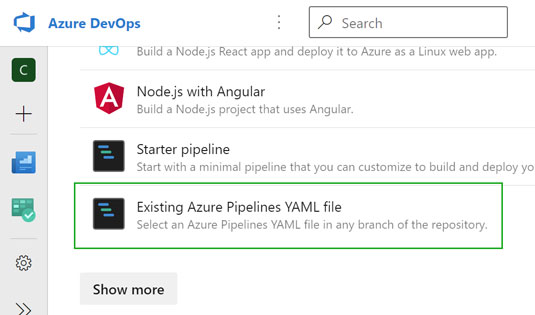 Azure DevOps
Search
Build a Node.js React app and deploy it to Azure as a Linux web app.
C
Node.js with Angular
Build a Node.js project that uses Angular.
Starter pipeline
Start with a minimal pipeline that you can customize to build and deploy yo
Existing Azure Pipelines YAML file
Select an Azure Pipelines YAML file in any branch of the repository.
Show more